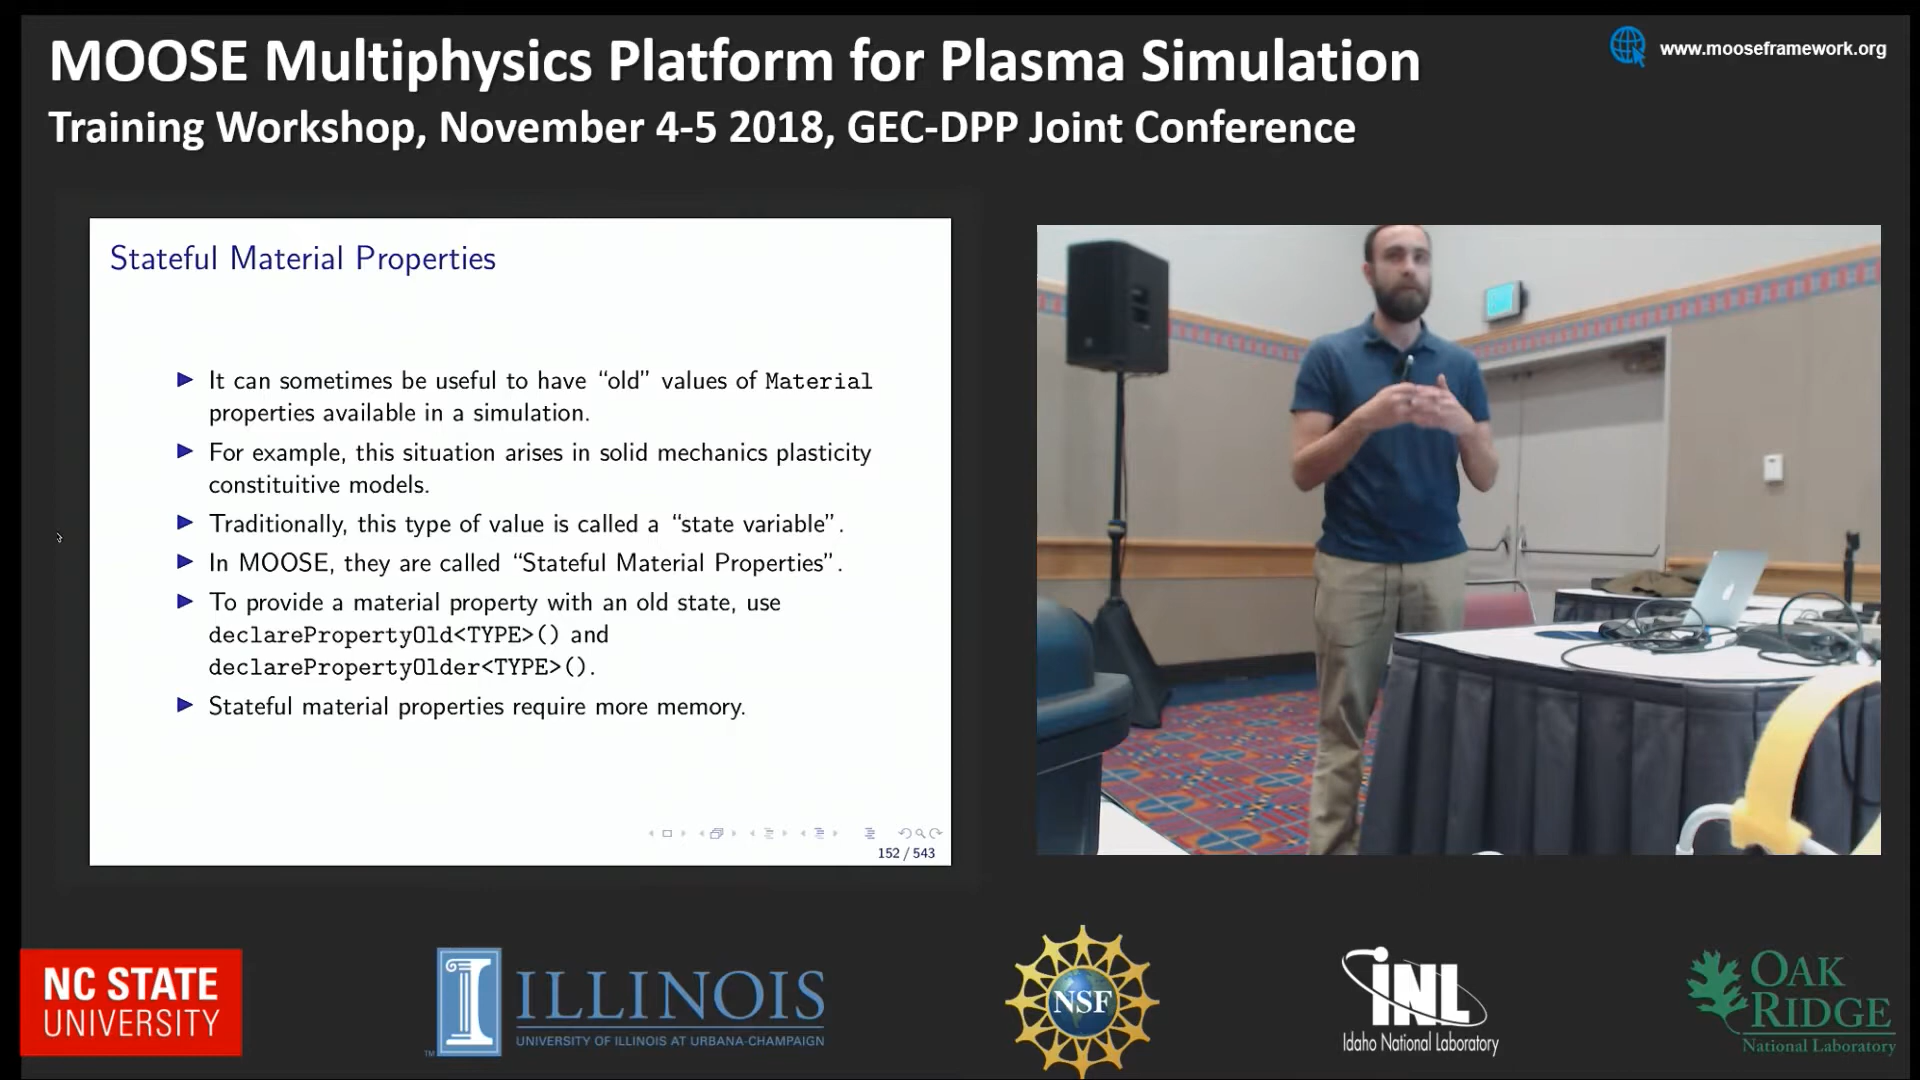 MOOSE Multiphysics Platform for Plasma Simulation
www.mooseframework.org
Training Workshop, November 4-5 2018, GEC-DPP Joint Conference
Stateful Material Properties
It can sometimes be useful to have “old” values of Material
properties available in a simulation.
For example, this situation arises in solid mechanics plasticity
constituitive models.
Traditionally, this type of value is called a “state variable”.
In MOOSE, they are called “Stateful Material Properties”.
To provide a material property with an old state, use
declarePropertyOld<TYPE>() and
declarePropertyOlder<TYPE>().
Stateful material properties require more memory.
152 / 543
NC STATE
UNIVERSITY
I ILLINOIS
UNIVERSITY OF ILLINOIS AT URBANA-CHAMPAIGN
TM
NSF
INL
Idaho National Laboratory
OAK
RIDGE
National Laboratory